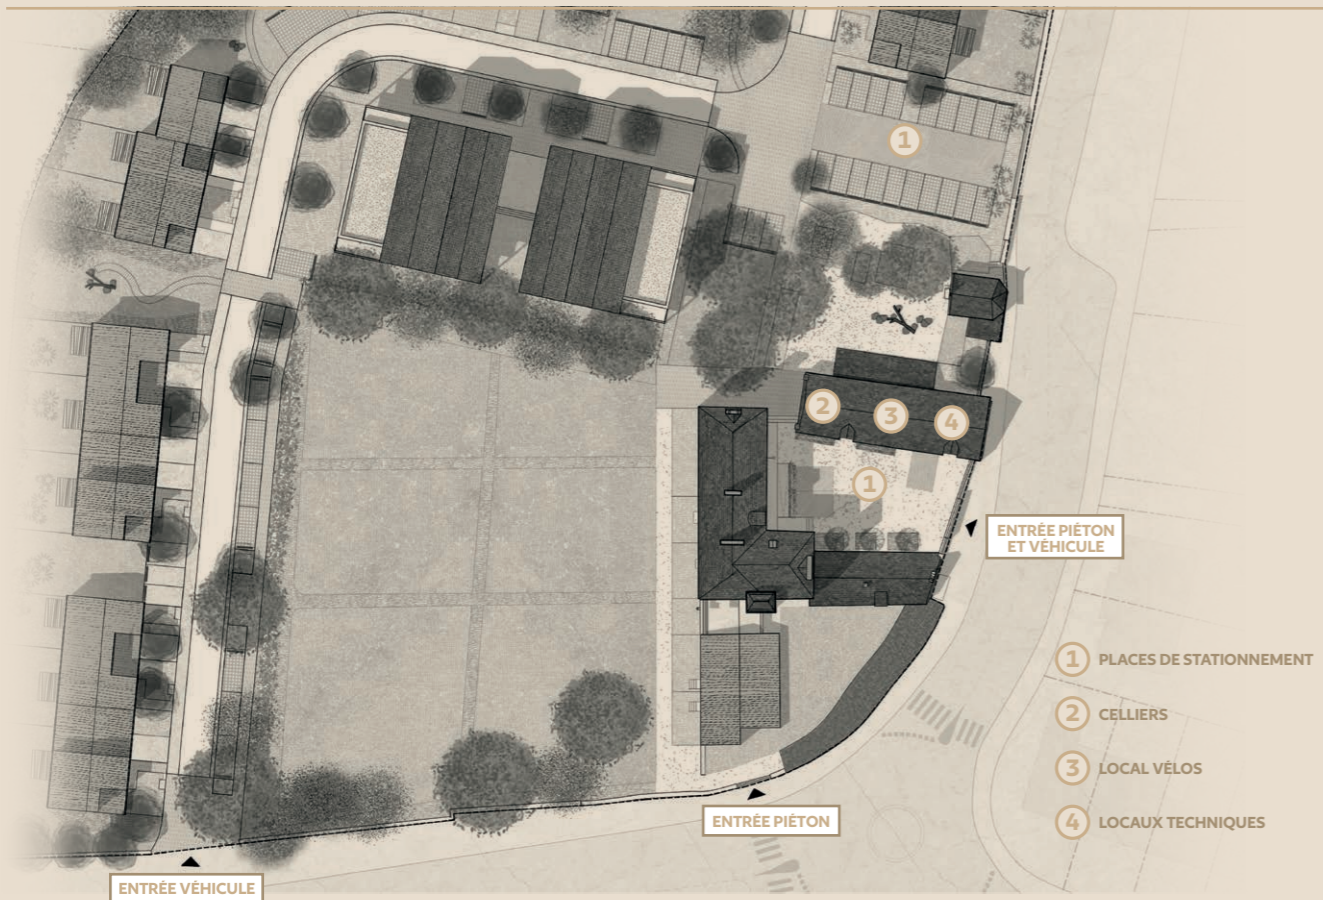 1
2
3
4
1
ENTRÉE PIÉTON
ET VÉHICULE
1 PLACES DE STATIONNEMENT
2 CELLIERS
3 LOCAL VÉLOS
4 LOCAUX TECHNIQUES
ENTRÉE PIÉTON
ENTRÉE VÉHICULE